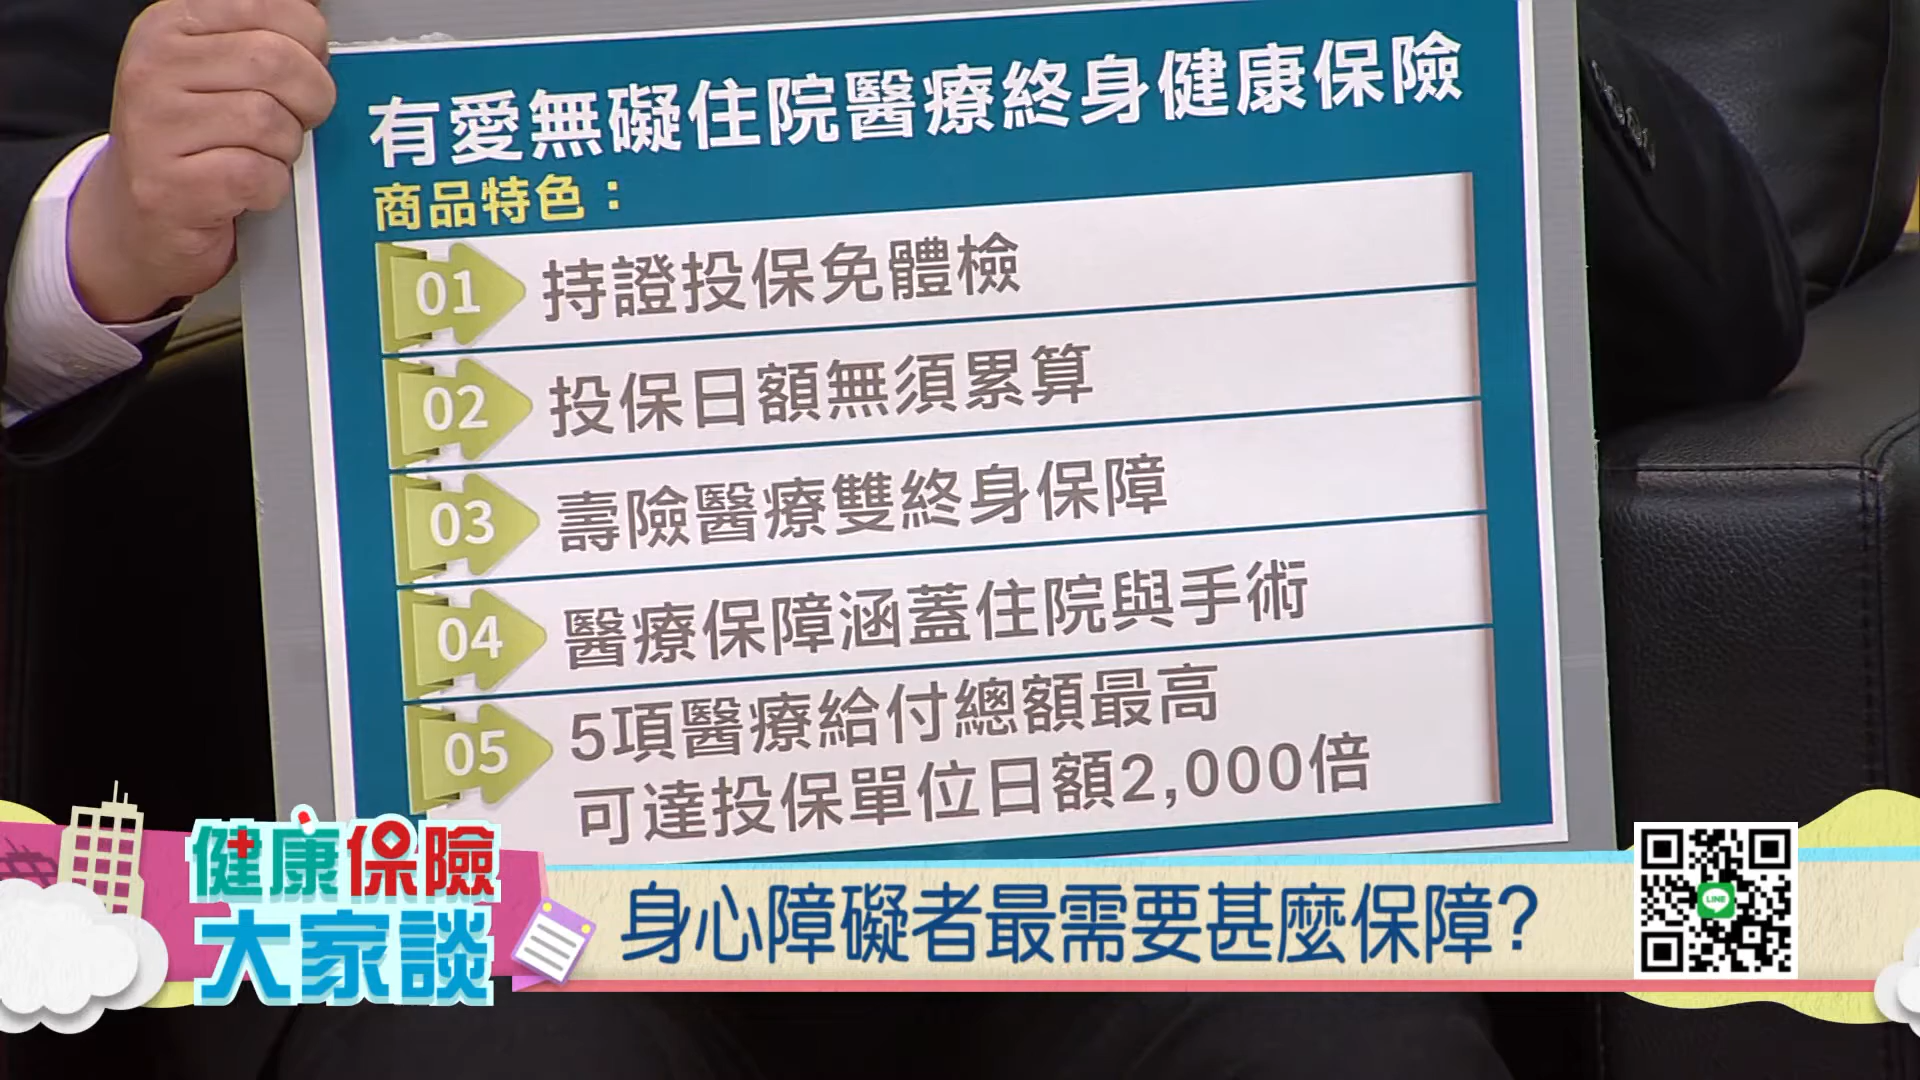 有愛無礙住院醫療終身健康保險
商品特色：
01 持證投保免體檢
02 投保日額無須累算
03 壽險醫療雙終身保障
04 醫療保障涵蓋住院與手術
05 5項醫療給付總額最高
可達投保單位日額2,000倍
健康保險
大家談
身心障礙者最需要甚麼保障?
LINE